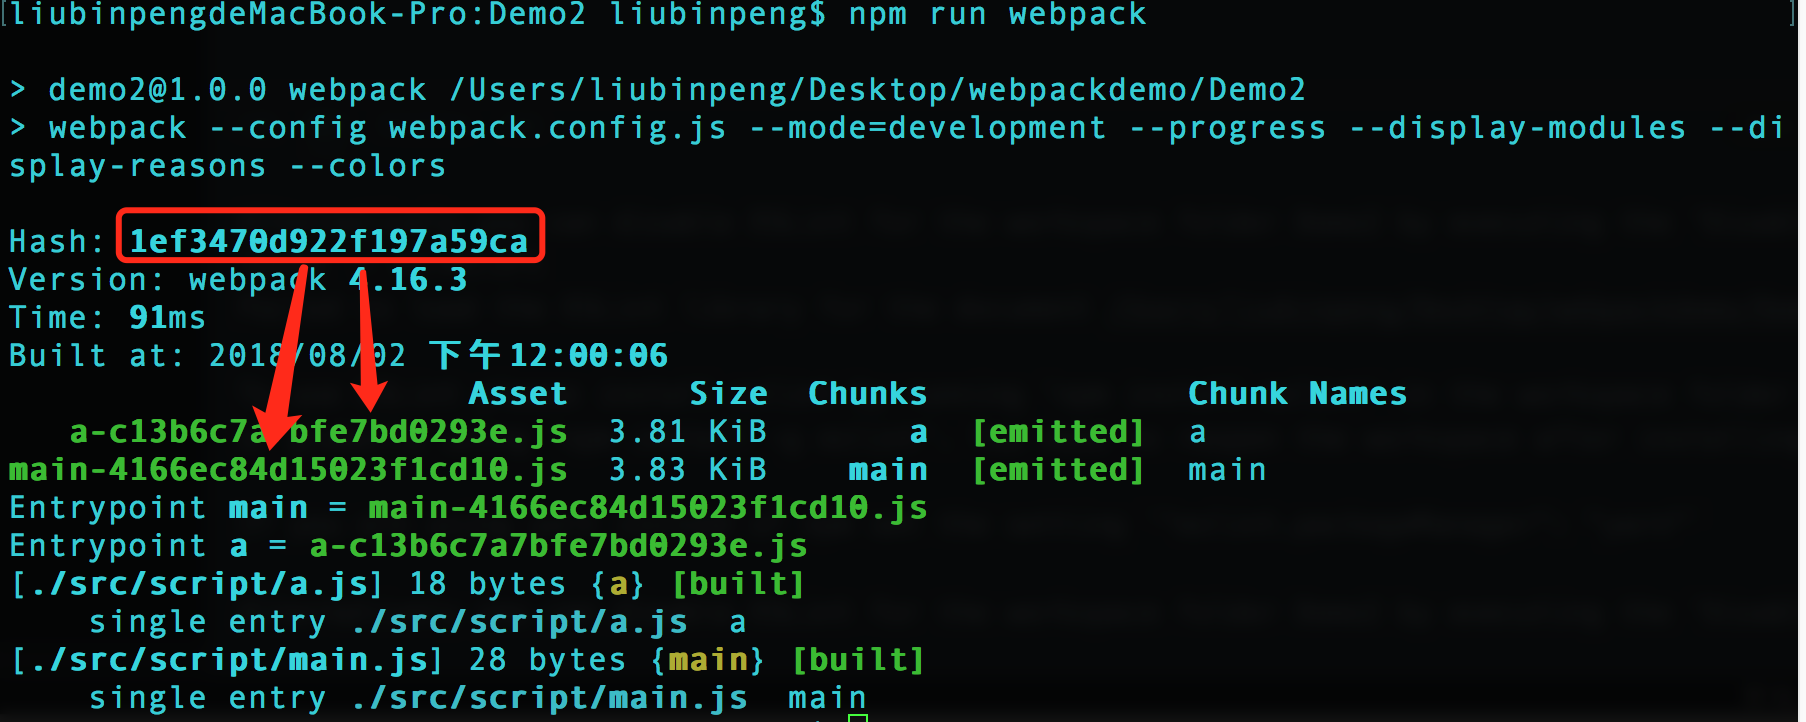 [liubinpengdeMacBook-Pro:Demo2 liubinpeng$ npm run webpack ]
> demo2@1.0.0 webpack /Users/liubinpeng/Desktop/webpackdemo/Demo2
> webpack --config webpack.config.js --mode=development --progress --display-modules --di
splay-reasons --colors
Hash: 1ef3470d922f197a59ca
Version: webpack 4.16.3
Time: 91ms
Built at: 2018/08/02 下午12:00:06
Asset Size Chunks Chunk Names
a-c13b6c7a7bfe7bd0293e.js 3.81 KiB a [emitted] a
main-4166ec84d15023f1cd10.js 3.83 KiB main [emitted] main
Entrypoint main = main-4166ec84d15023f1cd10.js
Entrypoint a = a-c13b6c7a7bfe7bd0293e.js
[./src/script/a.js] 18 bytes {a} [built]
single entry ./src/script/a.js a
[./src/script/main.js] 28 bytes {main} [built]
single entry ./src/script/main.js main